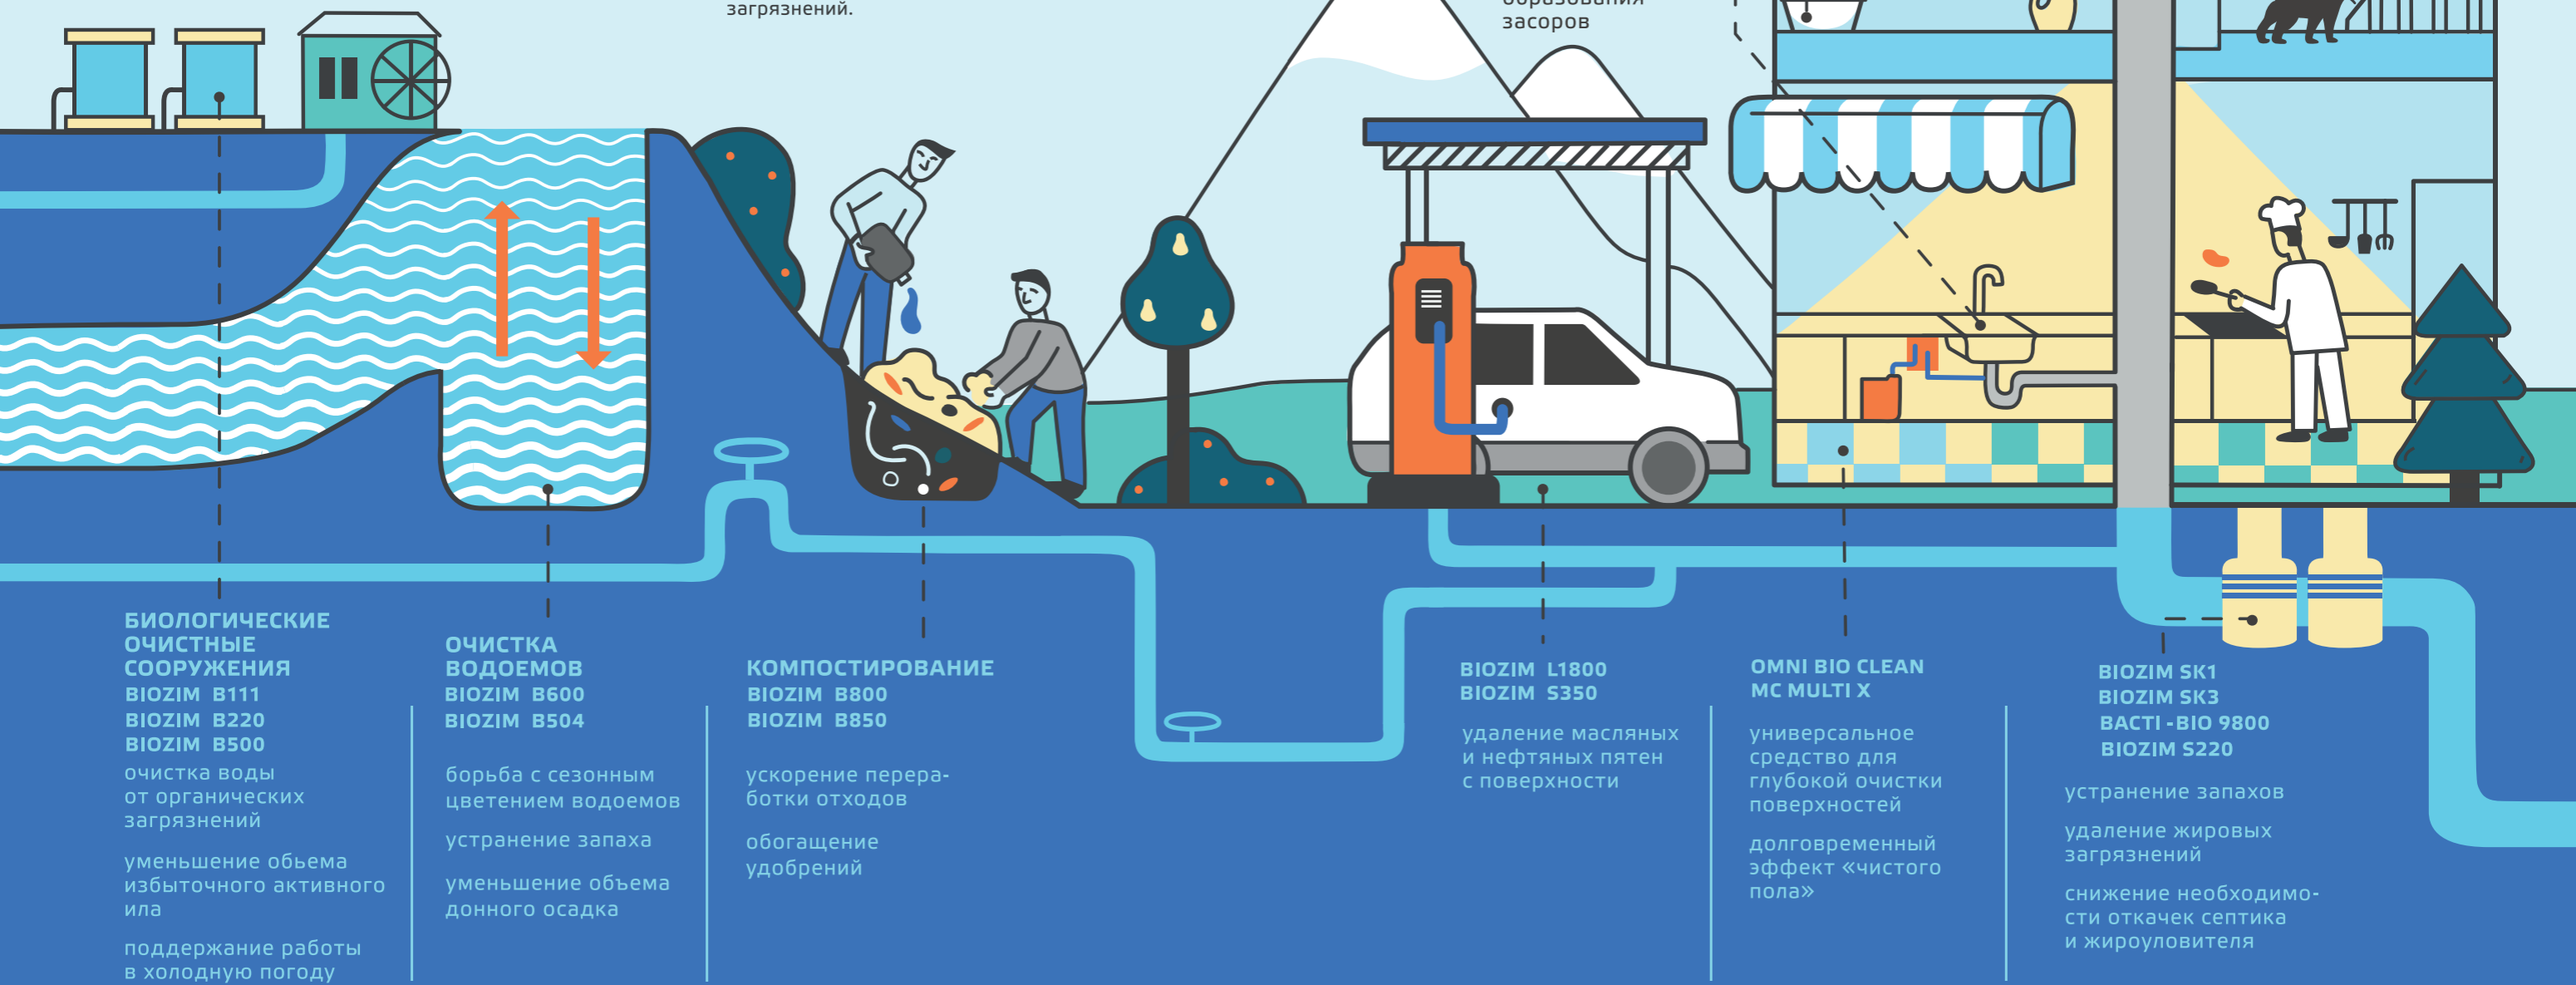 загрязнений.
засоров
БИОЛОГИЧЕСКИЕ
ОЧИСТНЫЕ
СООРУЖЕНИЯ
BIOZIM B111
BIOZIM B220
BIOZIM B500
очистка воды
от органических
загрязнений
уменьшение обьема
избыточного активного
ила
поддержание работы
в холодную погоду
ОЧИСТКА
ВОДОЕМОВ
BIOZIM B600
BIOZIM B504
борьба с сезонным
цветением водоемов
устранение запаха
уменьшение объема
донного осадка
КОМПОСТИРОВАНИЕ
BIOZIM B800
BIOZIM B850
ускорение перера-
ботки отходов
обогащение
удобрений
BIOZIM L1800
BIOZIM S350
удаление масляных
и нефтяных пятен
с поверхности
OMNI BIO CLEAN
MC MULTI X
универсальное
средство для
глубокой очистки
поверхностей
долговременный
эффект «чистого
пола»
BIOZIM SK1
BIOZIM SK3
BACTI-BIO 9800
BIOZIM S220
устранение запахов
удаление жировых
загрязнений
снижение необходимо-
сти откачек септика
и жироуловителя